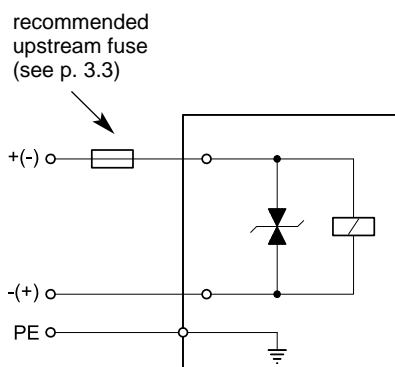 recommended
upstream fuse
(see p. 3.3)
+(-)
-(+)
PE